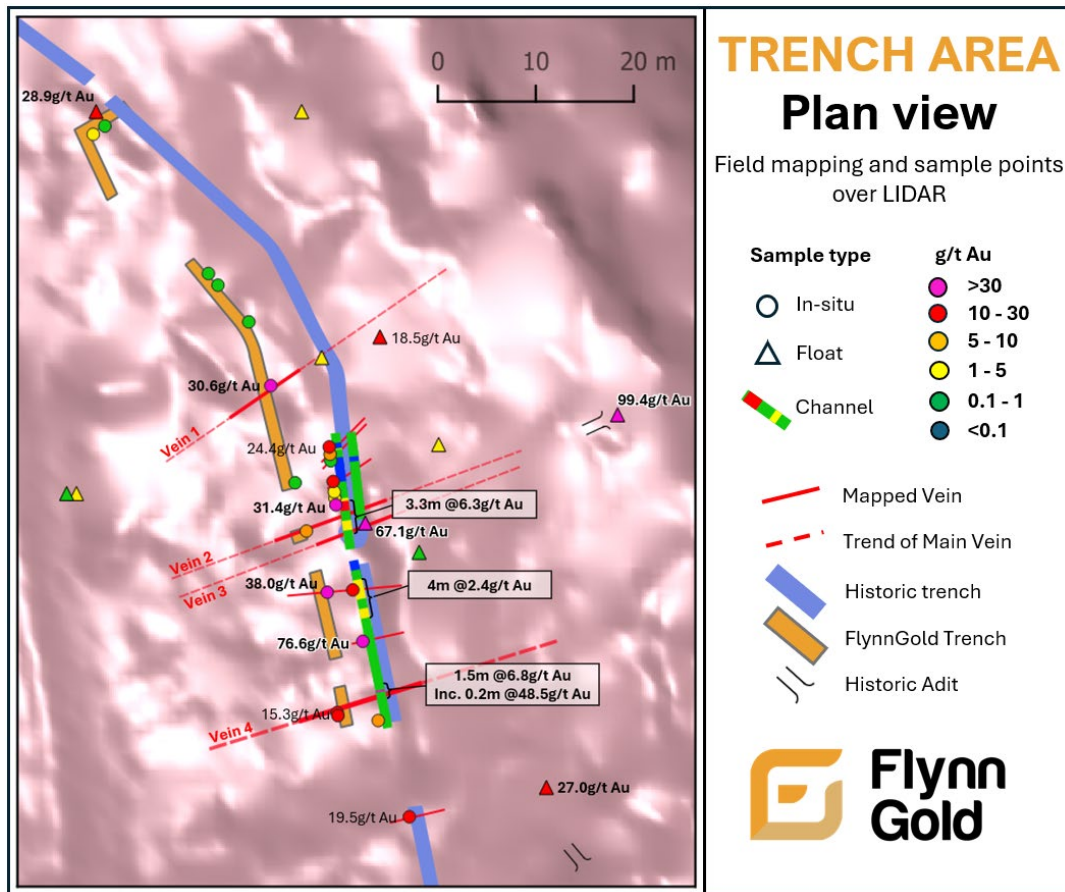 0 10 20 m
28.9g/t Au
18.5g/t Au
30.6g/t Au
99.4g/t Au
Vein 1
24.4g/t Au
31.4g/t Au
3.3m @6.3g/t Au
67.1g/t Au
Vein 2
Vein 3
38.0g/t Au
4m @2.4g/t Au
76.6g/t Au
1.5m @6.8g/t Au
Inc. 0.2m @48.5g/t Au
15.3g/t Au
Vein 4
27.0g/t Au
19.5g/t Au
TRENCH AREA
Plan view
Field mapping and sample points
over LIDAR
Sample type
In-situ
Float
Channel
g/t Au
>30
10 - 30
5 - 10
1 - 5
0.1 - 1
<0.1
Mapped Vein
Trend of Main Vein
Historic trench
FlynnGold Trench
Historic Adit
Flynn
Gold